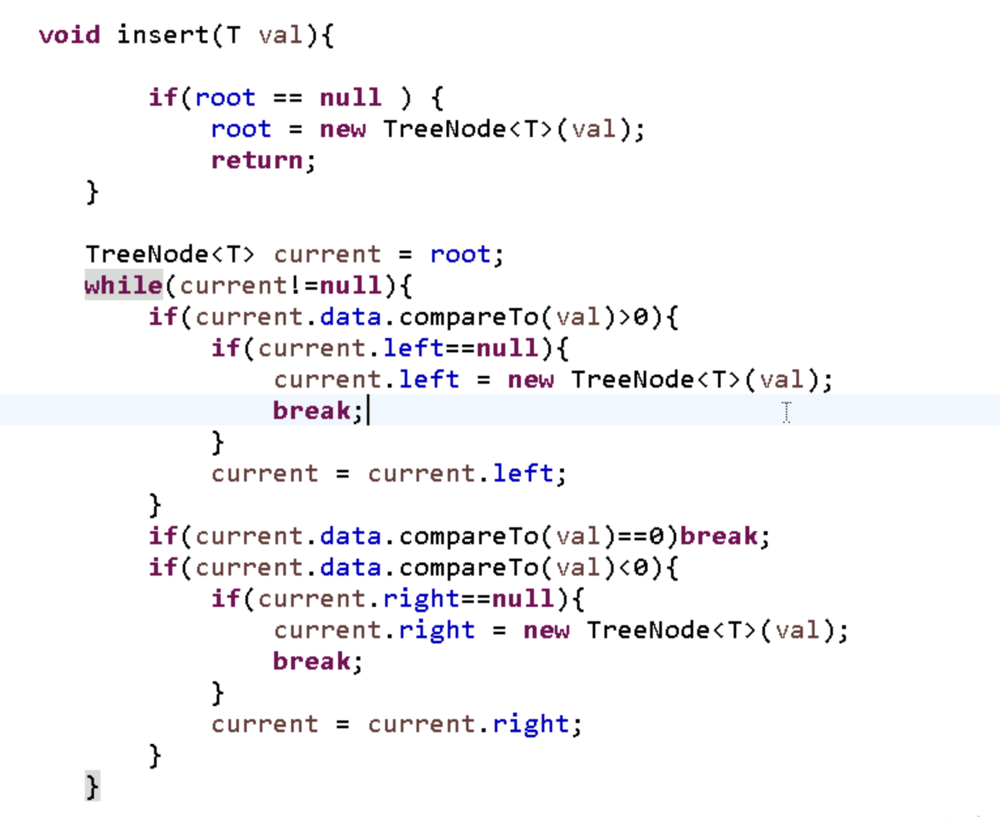 void insert(T val){
if(root == null ) {
root = new TreeNode<T>(val);
return;
}
TreeNode<T> current = root;
while(current!=null){
if(current.data.compareTo(val)>0){
if(current.left==null){
current.left = new TreeNode<T>(val);
break;
}
current = current.left;
}
if(current.data.compareTo(val)==0)break;
if(current.data.compareTo(val)<0){
if(current.right==null){
current.right = new TreeNode<T>(val);
break;
}
current = current.right;
}
}